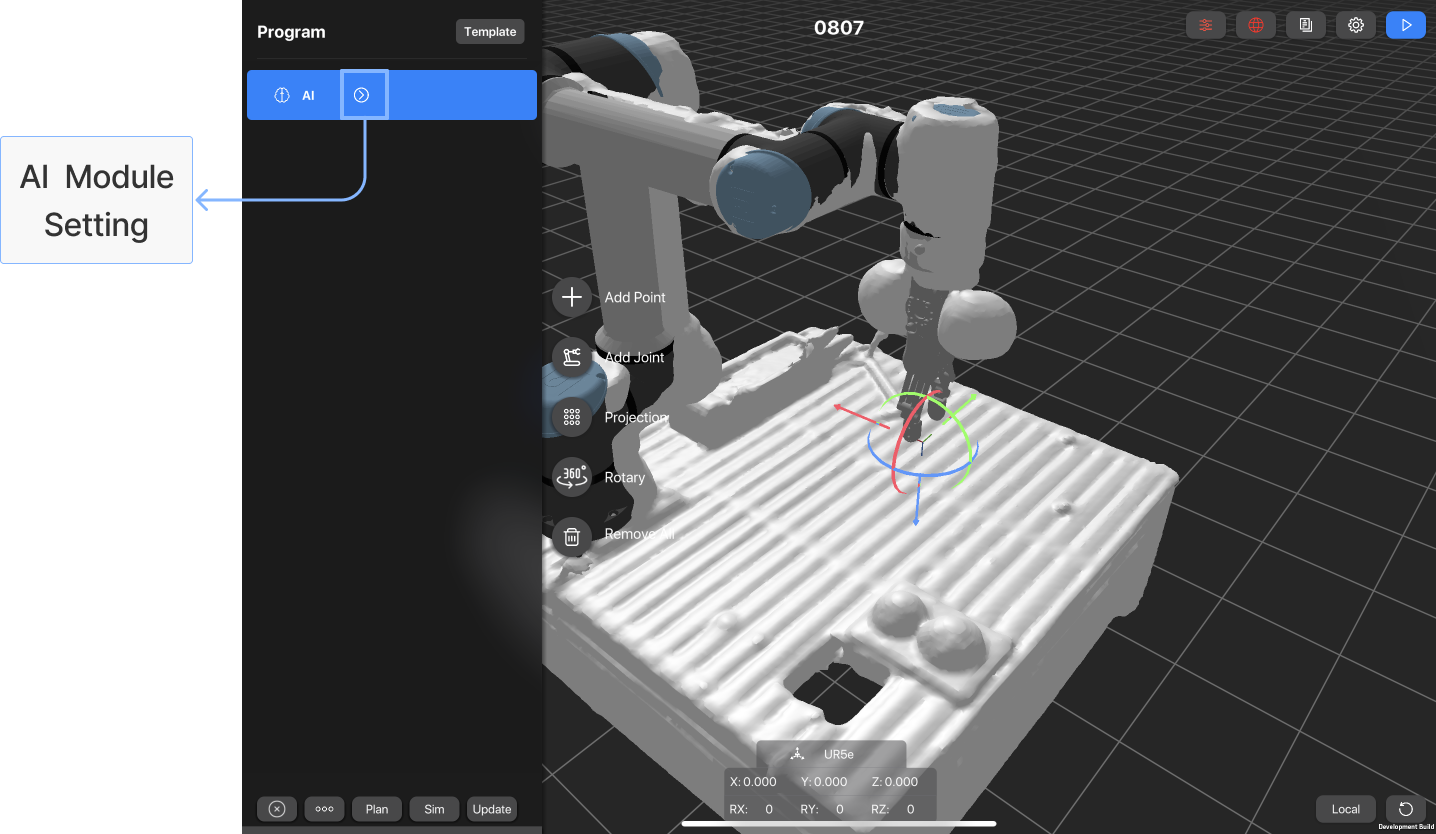 Program
Template
0807
AI
AI Module
Setting
Add Point
Add Joint
Projection
360°
Rotary
Remove All
UR5e
X: 0.000 Y: 0.000 Z: 0.000
RX: 0 RY: 0 RZ: 0
Plan
Sim
Update
Local
Development Build